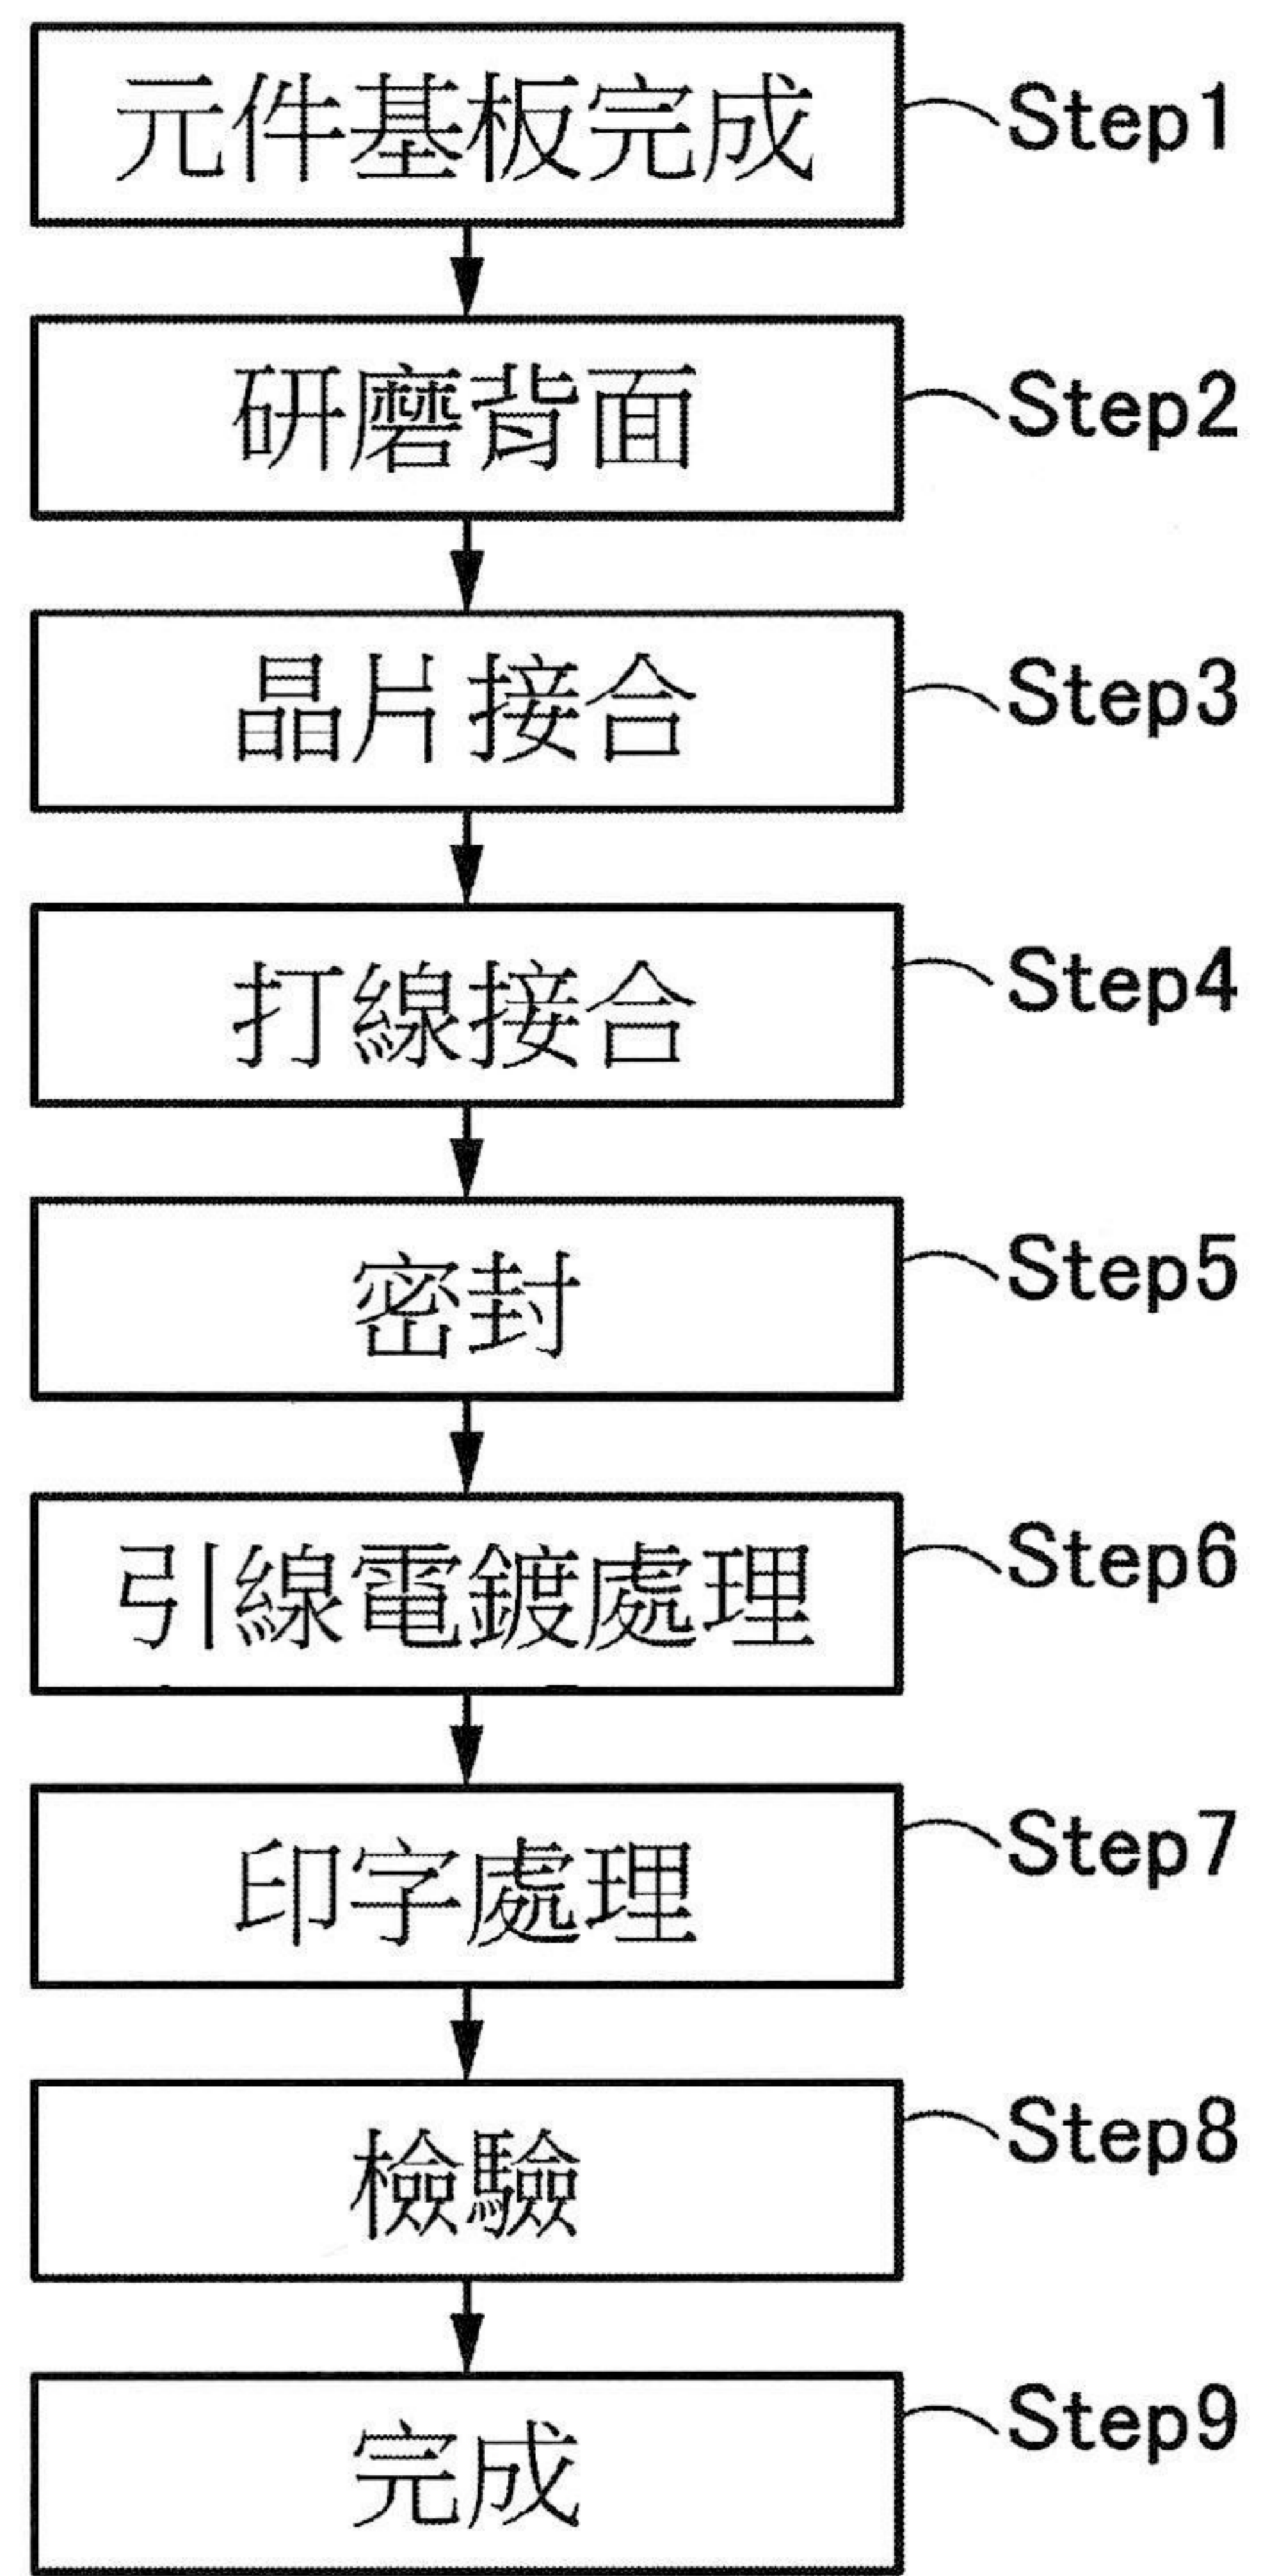 元件基板完成 Step1
研磨背面 Step2
晶片接合 Step3
打線接合 Step4
密封 Step5
引線電鍍處理 Step6
印字處理 Step7
檢驗 Step8
完成 Step9